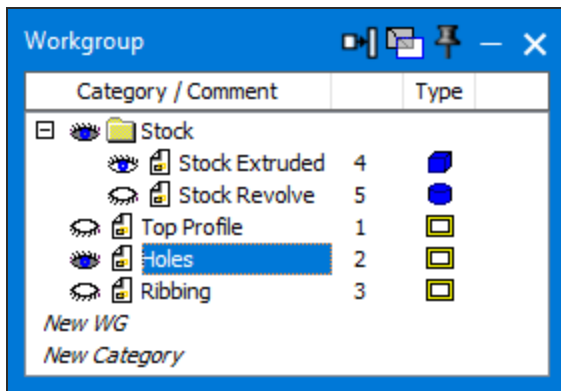 Workgroup
Category / Comment Type
Stock
Stock Extruded 4
Stock Revolve 5
Top Profile 1
Holes 2
Ribbing 3
New WG
New Category